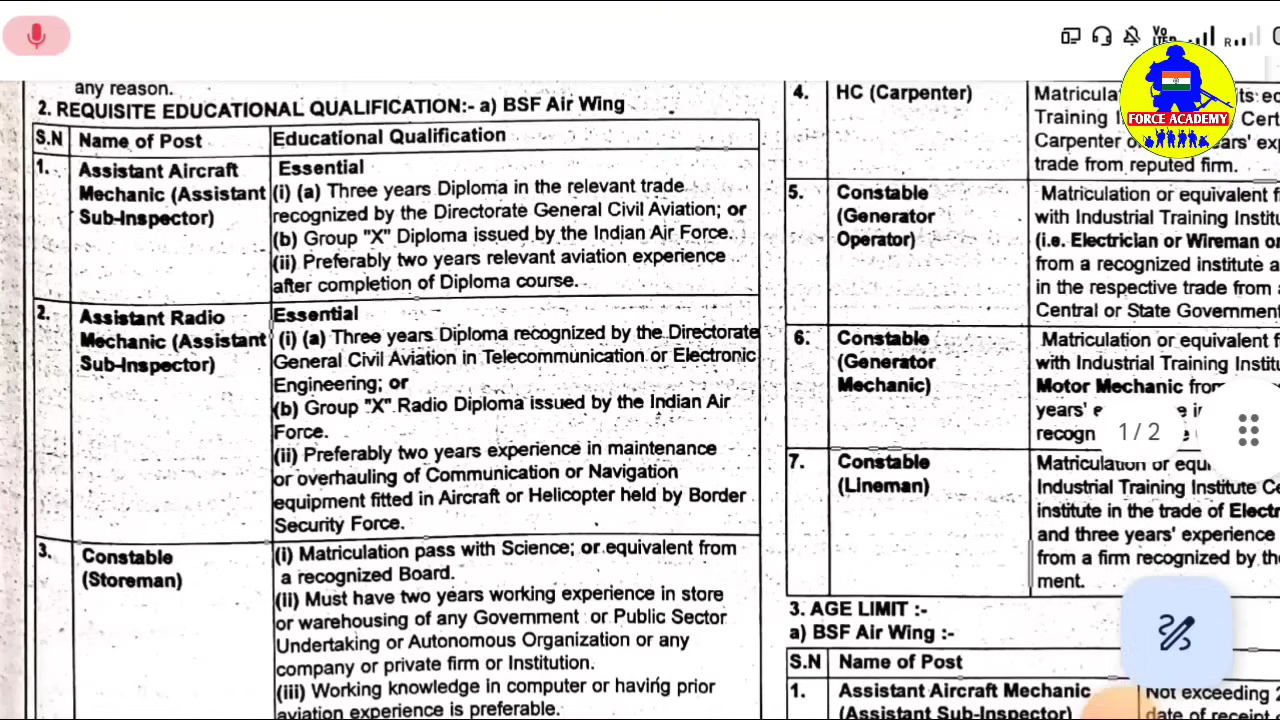 any reason.
2. REQUISITE EDUCATIONAL QUALIFICATION:- a) BSF Air Wing
S.N Name of Post Educational Qualification
1. Assistant Aircraft Mechanic (Assistant Sub-Inspector)
Essential
(i) (a) Three years Diploma in the relevant trade
recognized by the Directorate General Civil Aviation; or
(b) Group "X" Diploma issued by the Indian Air Force.
(ii) Preferably two years relevant aviation experience
after completion of Diploma course.
2. Assistant Radio Mechanic (Assistant Sub-Inspector)
Essential
(i) (a) Three years Diploma recognized by the Directorate
General Civil Aviation in Telecommunication or Electronic
Engineering; or
(b) Group "X" Radio Diploma issued by the Indian Air
Force.
(ii) Preferably two years experience in maintenance
or overhauling of Communication or Navigation
equipment fitted in Aircraft or Helicopter held by Border
Security Force.
3. Constable (Storeman)
(i) Matriculation pass with Science; or equivalent from
a recognized Board.
(ii) Must have two years working experience in store
or warehousing of any Government or Public Sector
Undertaking or Autonomous Organization or any
company or private firm or Institution.
(iii) Working knowledge in computer or having prior
aviation experience is preferable.
4. HC (Carpenter)
Training
Carpenter
trade from reputed firm.
5. Constable (Generator Operator)
Matriculation or equivalent
with Industrial Training
(i.e. Electrician or Wireman
from a recognized institute
in the respective trade from
Central or State
6. Constable (Generator Mechanic)
Matriculation or equivalent
with Industrial Training
Motor Mechanic
years'
7. Constable (Lineman)
Matriculation or
Industrial Training Institute
institute in the trade of
and three years' experience
from a firm recognized by
ment.
3. AGE LIMIT :-
a) BSF Air Wing :-
S.N Name of Post
1. Assistant Aircraft Mechanic
(Assistant Sub-Inspector)
Not exceeding
date of receipt
1 / 2
FORCE ACADEMY